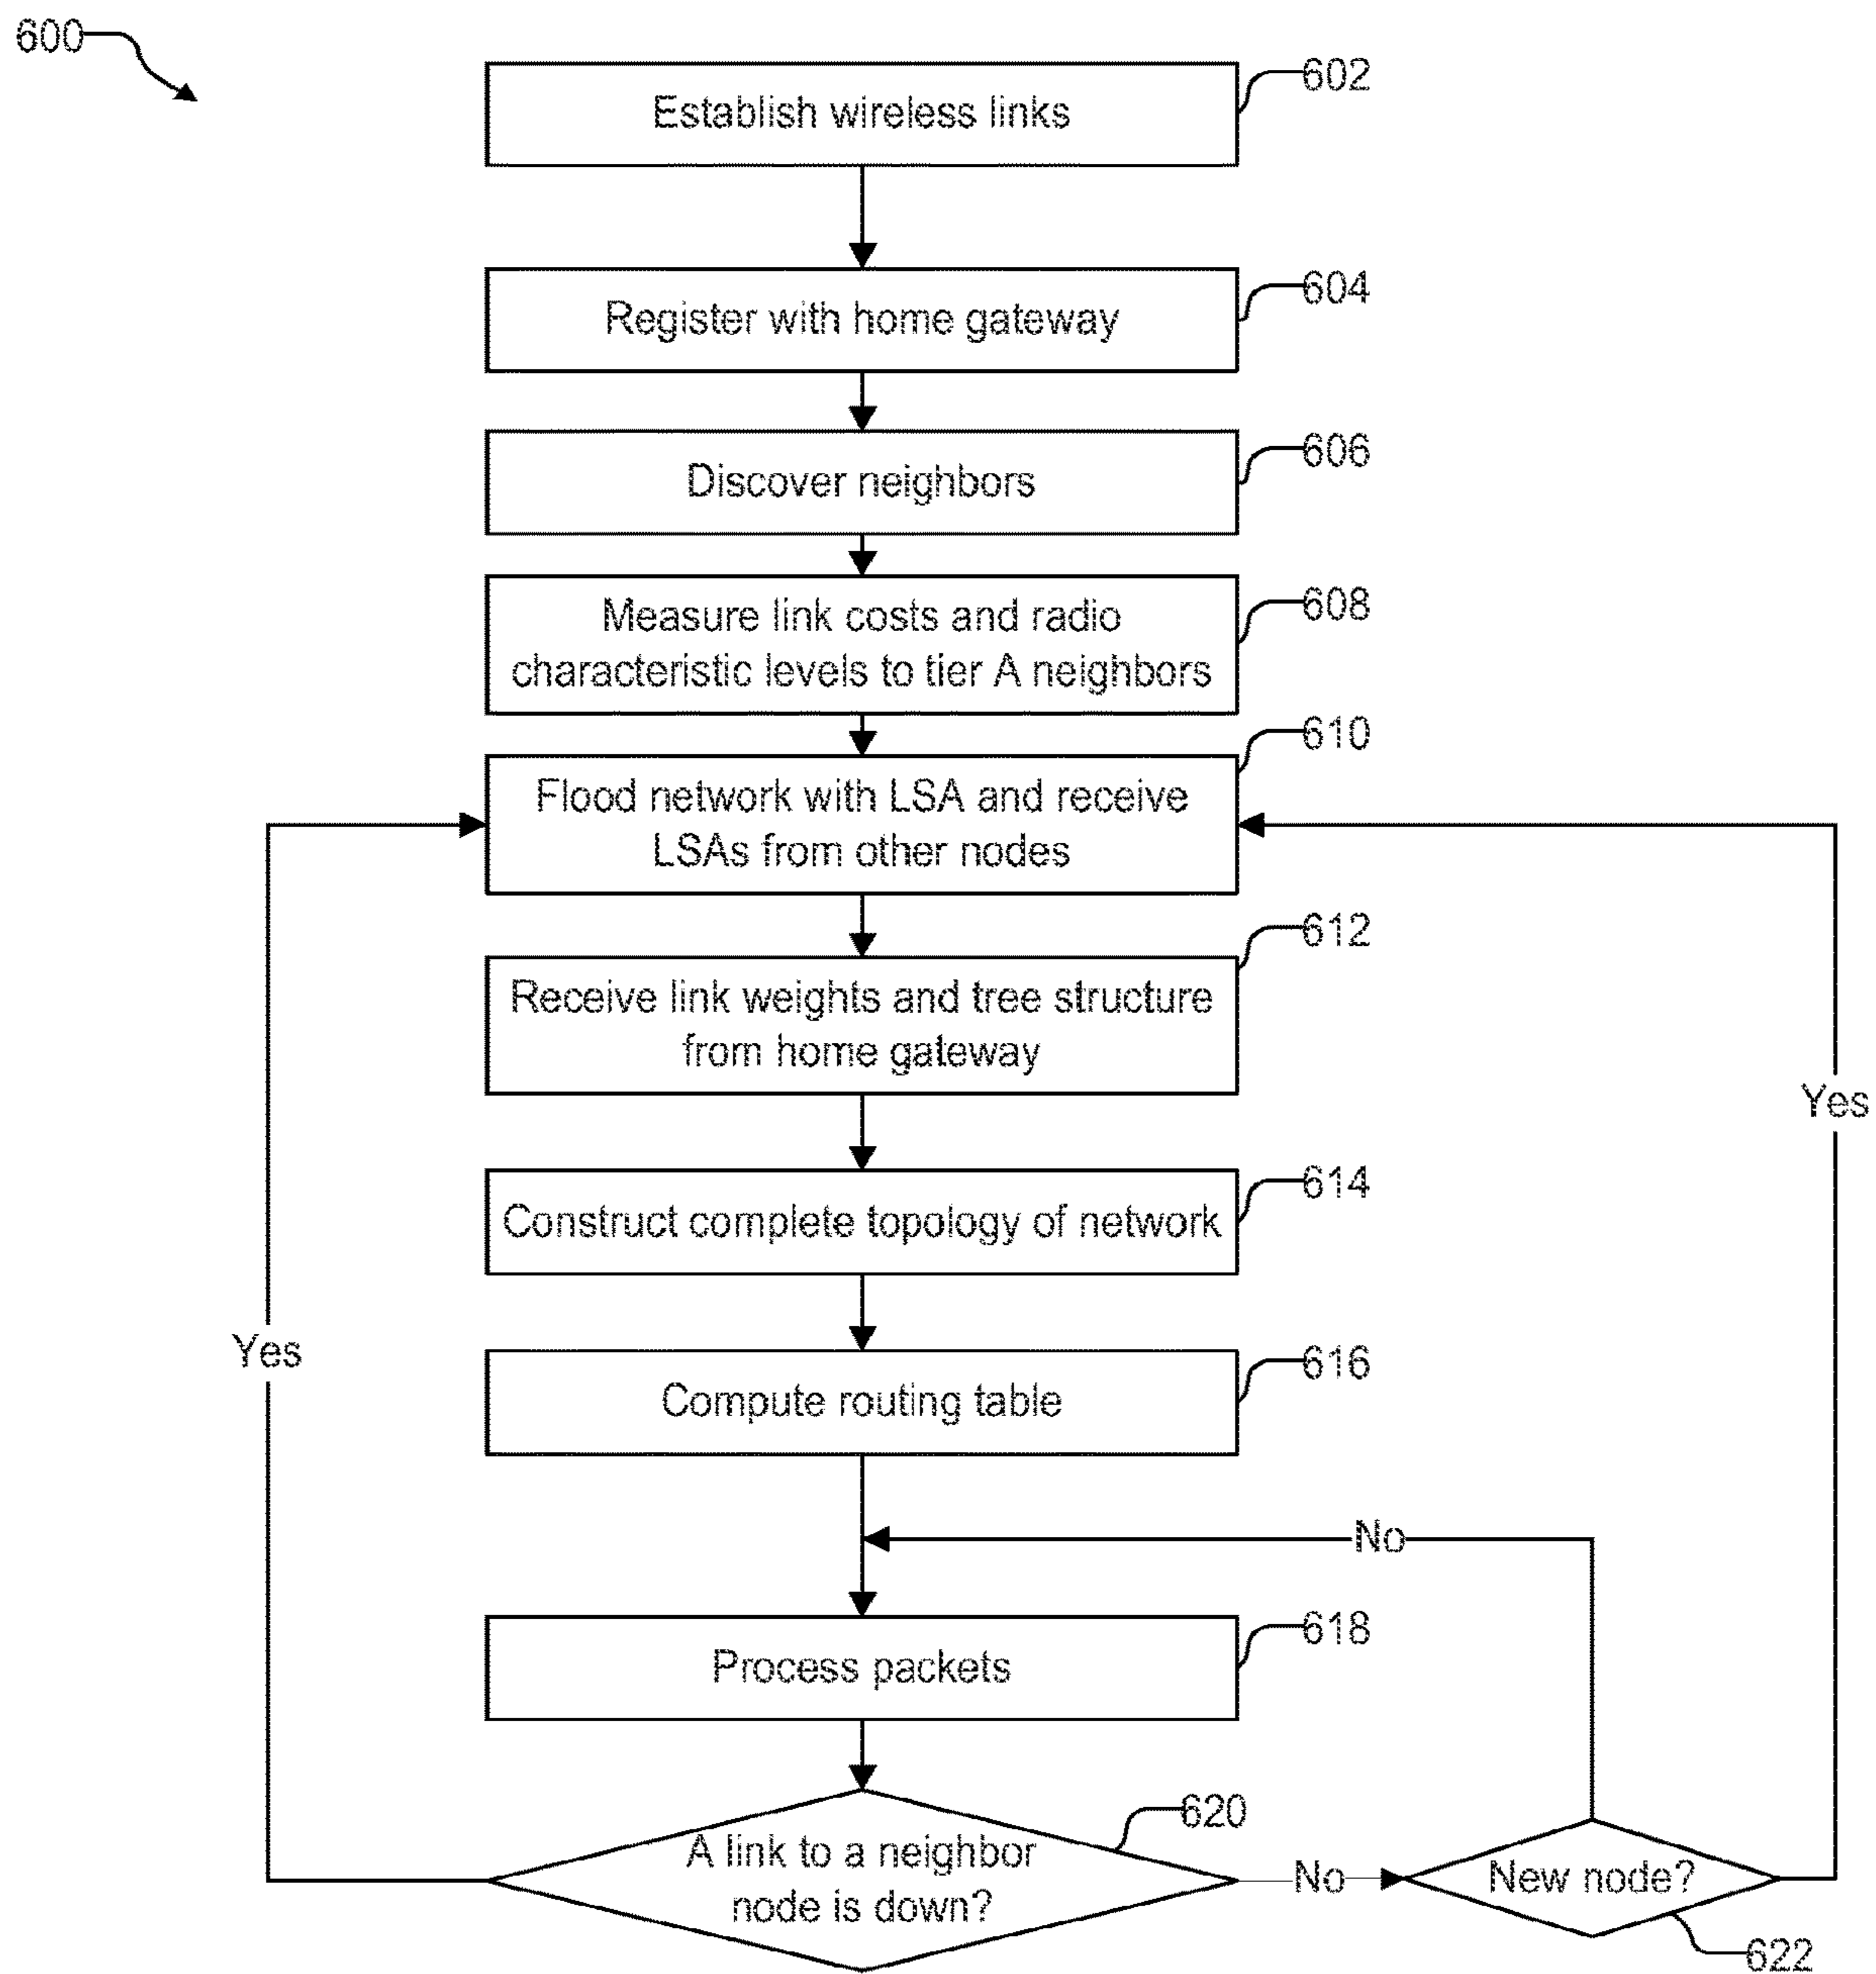 600
Establish wireless links
602
Register with home gateway
604
Discover neighbors
606
Measure link costs and radio
characteristic levels to tier A neighbors
608
Flood network with LSA and receive
LSAs from other nodes
610
Receive link weights and tree structure
from home gateway
612
Construct complete topology of network
614
Compute routing table
616
Process packets
618
A link to a neighbor
node is down?
620
New node?
622
Yes
No
No
Yes